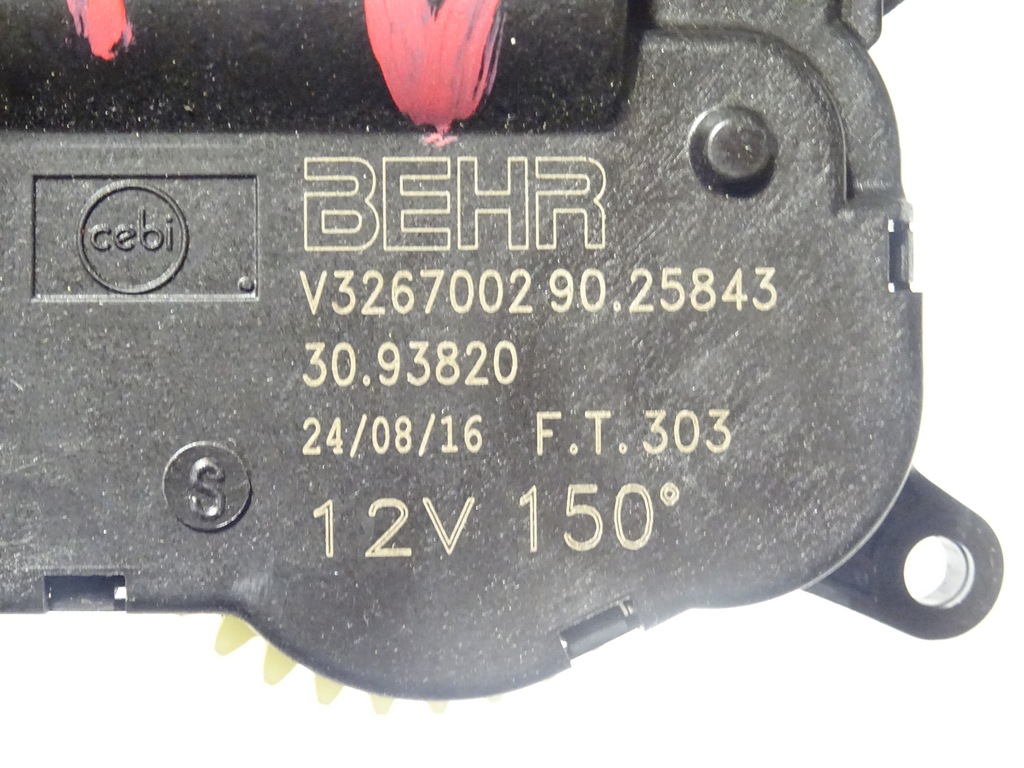 BEHR
cebi
V3267002 90.25843
30.93820
24/08/16 F.T. 303
S
12V 150°